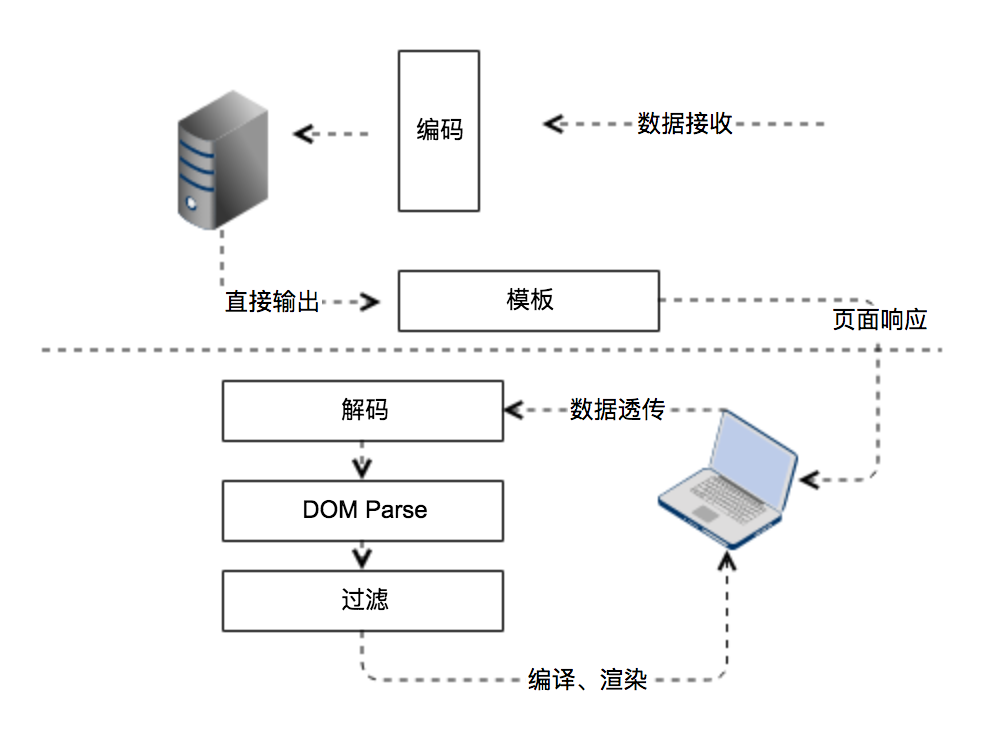 编码
数据接收
直接输出
模板
页面响应
解码
数据透传
DOM Parse
过滤
编译、渲染